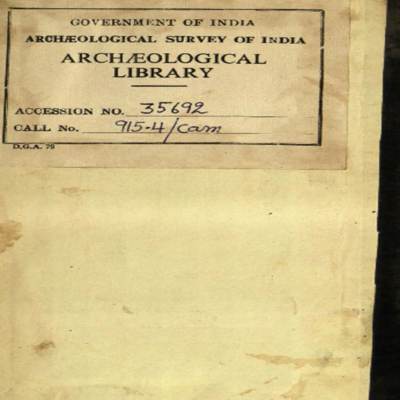 GOVERNMENT OF INDIA
ARCHÆOLOGICAL SURVEY OF INDIA
ARCHÆOLOGICAL
LIBRARY
ACCESSION NO. 35692
CALL No. 915.4/Cam
D.G.A. 79